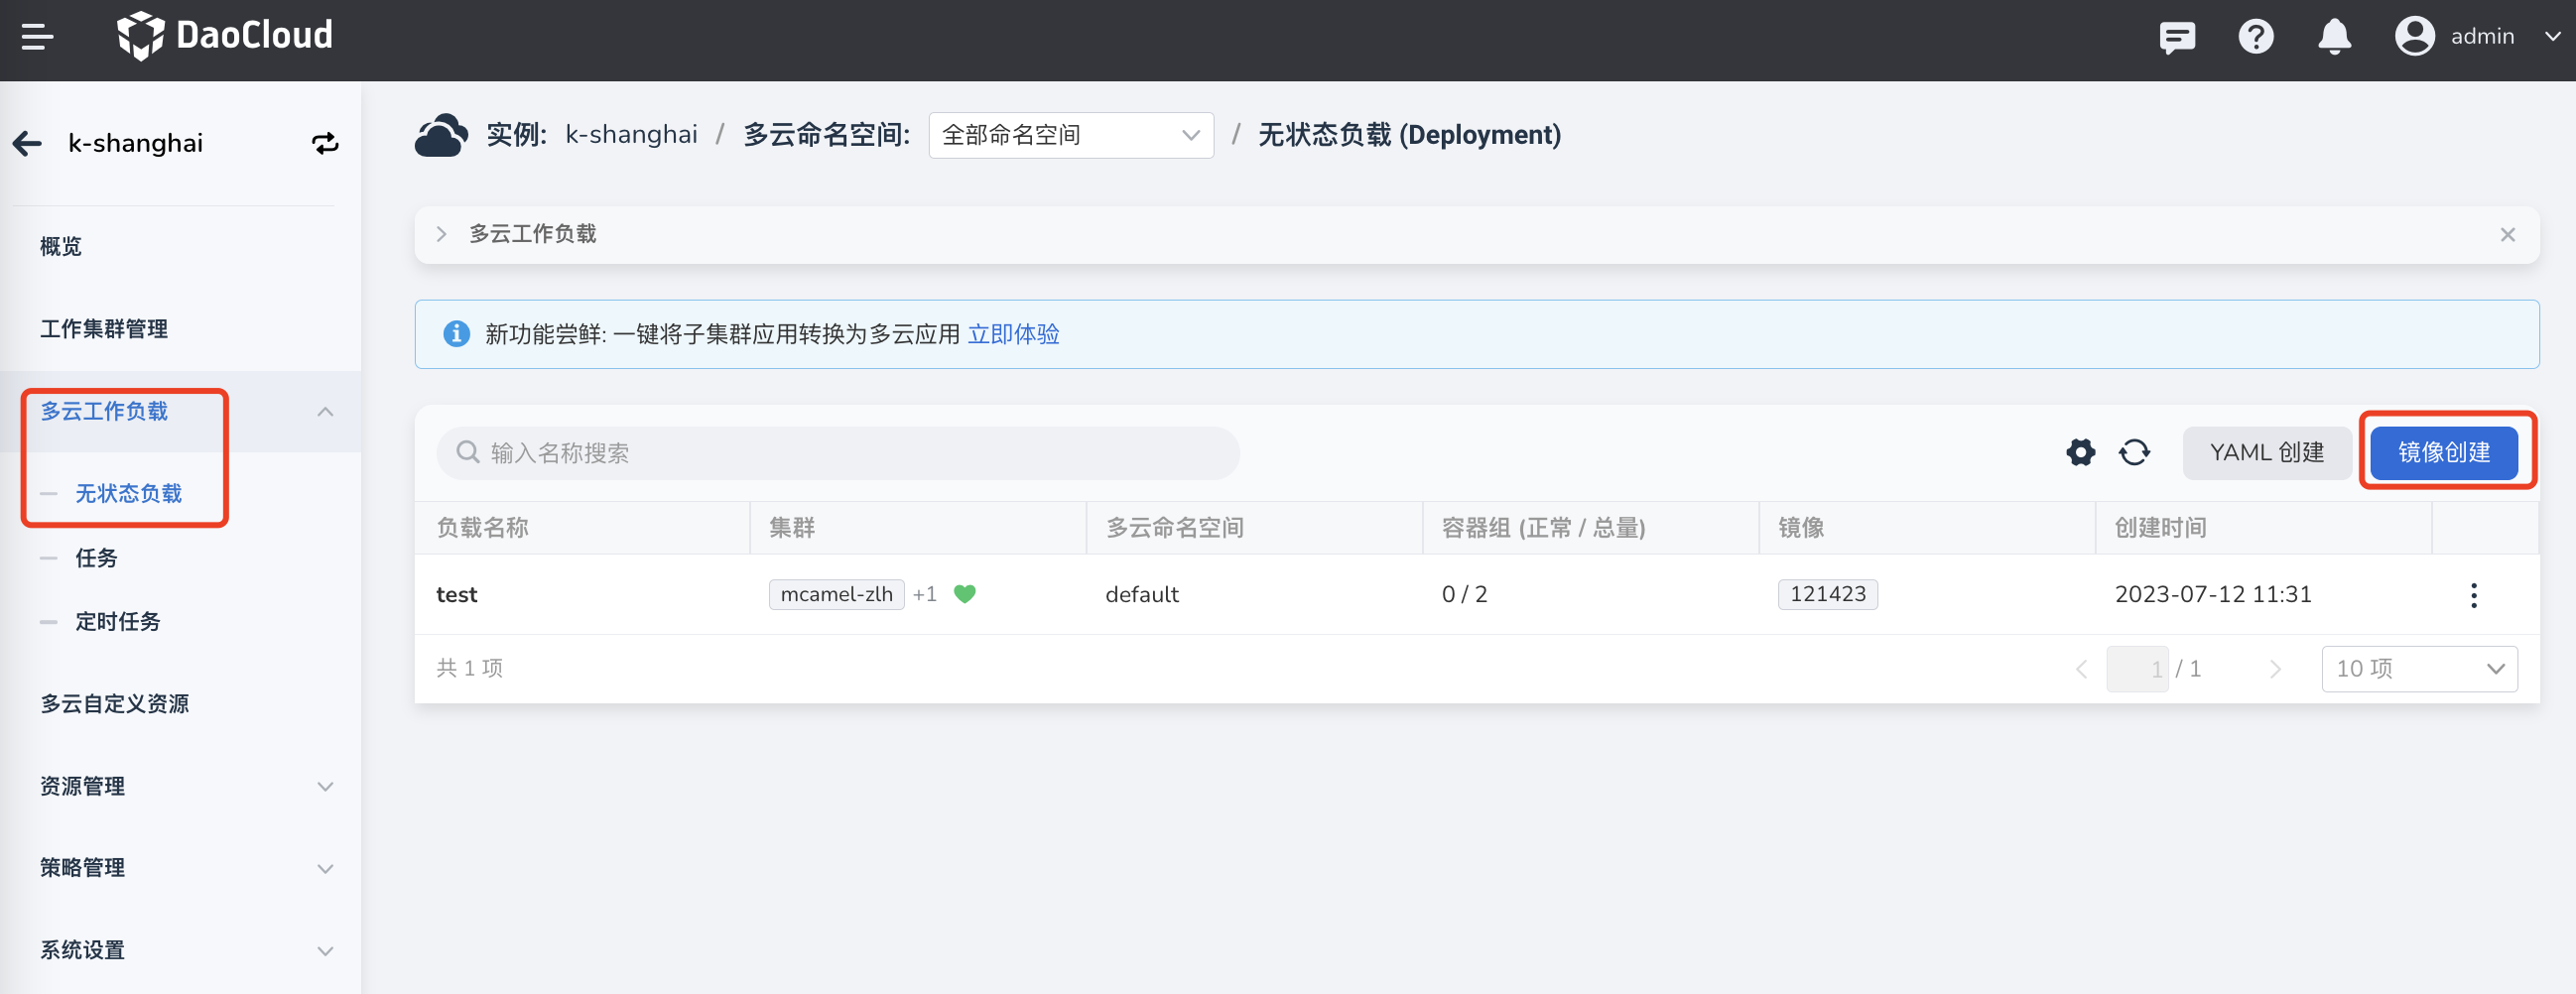 DaoCloud
admin
k-shanghai
概览
工作集群管理
多云工作负载
无状态负载
任务
定时任务
多云自定义资源
资源管理
策略管理
系统设置
实例: k-shanghai / 多云命名空间: 全部命名空间 / 无状态负载 (Deployment)
多云工作负载
新功能尝鲜: 一键将子集群应用转换为多云应用 立即体验
输入名称搜索 YAML 创建 镜像创建
负载名称 集群 多云命名空间 容器组 (正常 / 总量) 镜像 创建时间
test mcamel-zlh +1 default 0 / 2 121423 2023-07-12 11:31
共 1 项 1 / 1 10 项